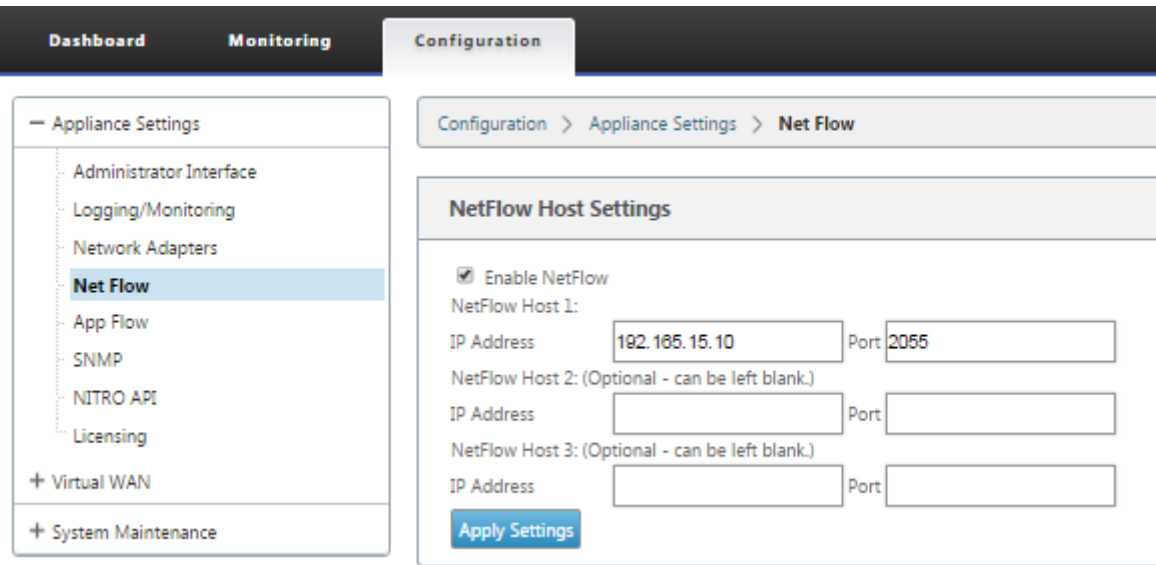 Dashboard Monitoring Configuration
Appliance Settings
Configuration > Appliance Settings > Net Flow
Administrator Interface
Logging/Monitoring
Network Adapters
Net Flow
App Flow
SNMP
NITRO API
Licensing
Virtual WAN
System Maintenance
NetFlow Host Settings
Enable NetFlow
NetFlow Host 1:
IP Address 192.165.15.10 Port 2055
NetFlow Host 2: (Optional - can be left blank.)
IP Address Port
NetFlow Host 3: (Optional - can be left blank.)
IP Address Port
Apply Settings